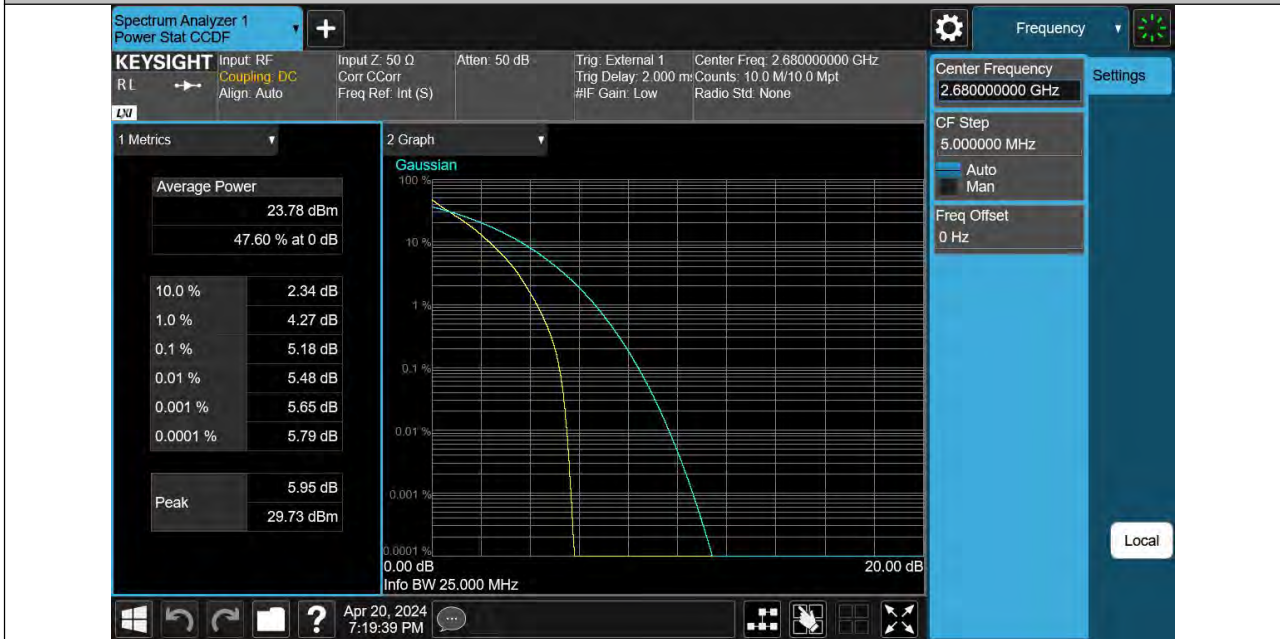 Spectrum Analyzer 1
Power Stat CCDF
+
Frequency
KEYSIGHT
RL
LXI
Input: RF
Coupling: DC
Align: Auto
Input Z: 50 Ω
Corr CCorr
Freq Ref: Int (S)
Atten: 50 dB
Trig: External 1
Trig Delay: 2.000 ms
#IF Gain: Low
Center Freq: 2.680000000 GHz
Counts: 10.0 M/10.0 Mpt
Radio Std: None
Center Frequency
2.680000000 GHz
Settings
CF Step
5.000000 MHz
Auto
Man
Freq Offset
0 Hz
1 Metrics
Average Power
23.78 dBm
47.60 % at 0 dB
10.0 % 2.34 dB
1.0 % 4.27 dB
0.1 % 5.18 dB
0.01 % 5.48 dB
0.001 % 5.65 dB
0.0001 % 5.79 dB
Peak
5.95 dB
29.73 dBm
2 Graph
Gaussian
100 %
10 %
1 %
0.1 %
0.01 %
0.001 %
0.0001 %
0.00 dB 20.00 dB
Info BW 25.000 MHz
Local
?
Apr 20, 2024
7:19:39 PM